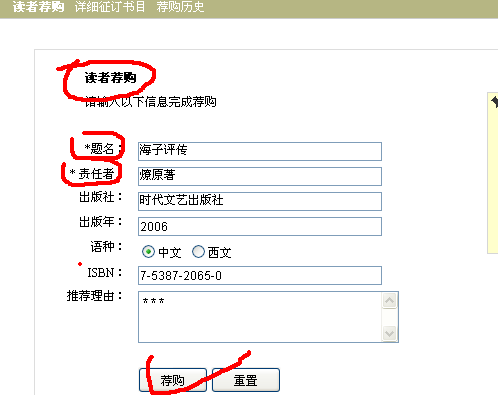 读者荐购 详细征订书目 荐购历史
读者荐购
请输入以下信息完成荐购
*题名： 海子评传
*责任者 燎原著
出版社： 时代文艺出版社
出版年： 2006
语种： 中文 西文
ISBN： 7-5387-2065-0
推荐理由： ***
荐购 重置